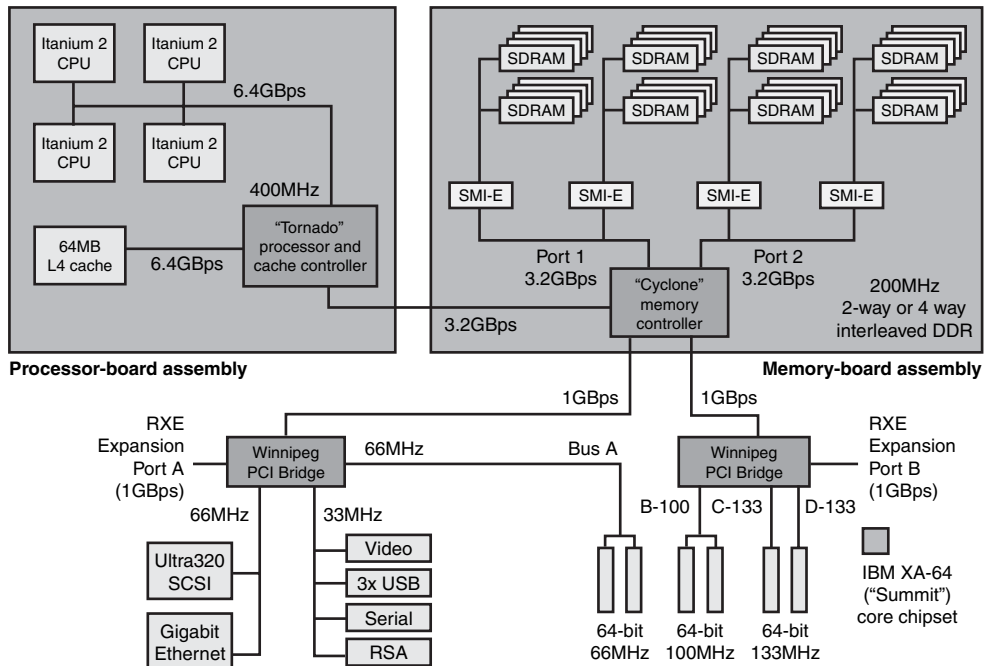 Itanium 2
CPU
Itanium 2
CPU
6.4GBps
Itanium 2
CPU
Itanium 2
CPU
400MHz
64MB
L4 cache
6.4GBps
“Tornado”
processor and
cache controller
Processor-board assembly
SDRAM
SDRAM
SDRAM
SDRAM
SDRAM
SDRAM
SDRAM
SDRAM
SMI-E
SMI-E
SMI-E
SMI-E
Port 1
3.2GBps
Port 2
3.2GBps
“Cyclone”
memory
controller
3.2GBps
200MHz
2-way or 4 way
interleaved DDR
Memory-board assembly
1GBps
1GBps
RXE
Expansion
Port A
(1GBps)
Winnipeg
PCI Bridge
66MHz
Bus A
Winnipeg
PCI Bridge
RXE
Expansion
Port B
(1GBps)
66MHz
33MHz
B-100
C-133
D-133
Ultra320
SCSI
Gigabit
Ethernet
Video
3x USB
Serial
RSA
64-bit
66MHz
64-bit
100MHz
64-bit
133MHz
IBM XA-64
(“Summit”)
core chipset